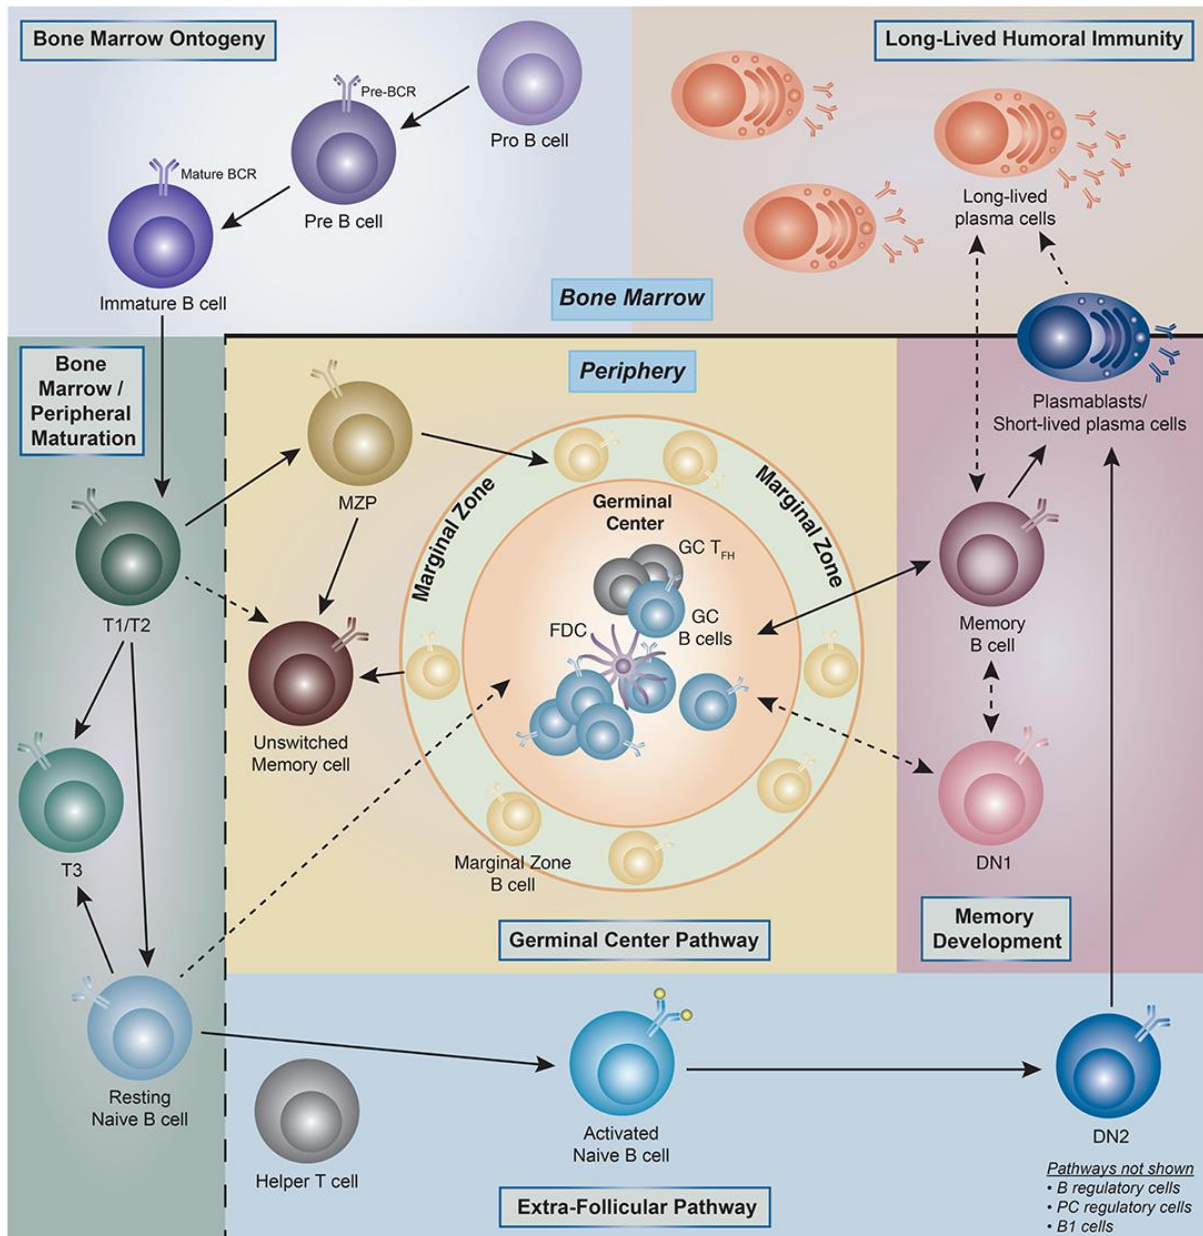 Bone Marrow Ontogeny
Pro B cell
Pre-BCR
Pre B cell
Mature BCR
Immature B cell
Long-Lived Humoral Immunity
Long-lived
plasma cells
Bone Marrow
Plasmablasts/
Short-lived plasma cells
Bone
Marrow /
Peripheral
Maturation
T1/T2
T3
Resting
Naive B cell
Periphery
MZP
Unswitched
Memory cell
Marginal Zone
Marginal Zone
Germinal
Center
GC TFH
GC
B cells
FDC
Marginal Zone
B cell
Germinal Center Pathway
Memory
B cell
DN1
Memory
Development
Helper T cell
Activated
Naive B cell
DN2
Extra-Follicular Pathway
Pathways not shown
• B regulatory cells
• PC regulatory cells
• B1 cells